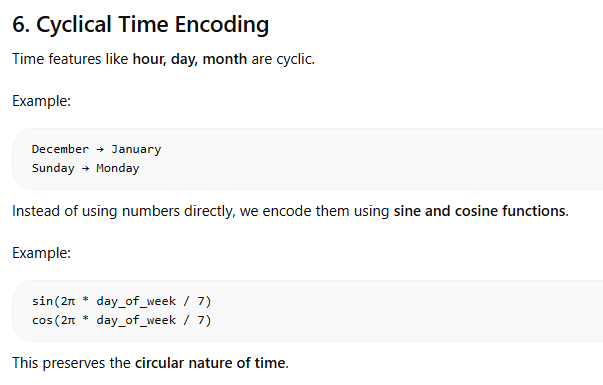 6. Cyclical Time Encoding
Time features like hour, day, month are cyclic.
Example:
December → January
Sunday → Monday
Instead of using numbers directly, we encode them using sine and cosine functions.
Example:
sin(2π * day_of_week / 7)
cos(2π * day_of_week / 7)
This preserves the circular nature of time.